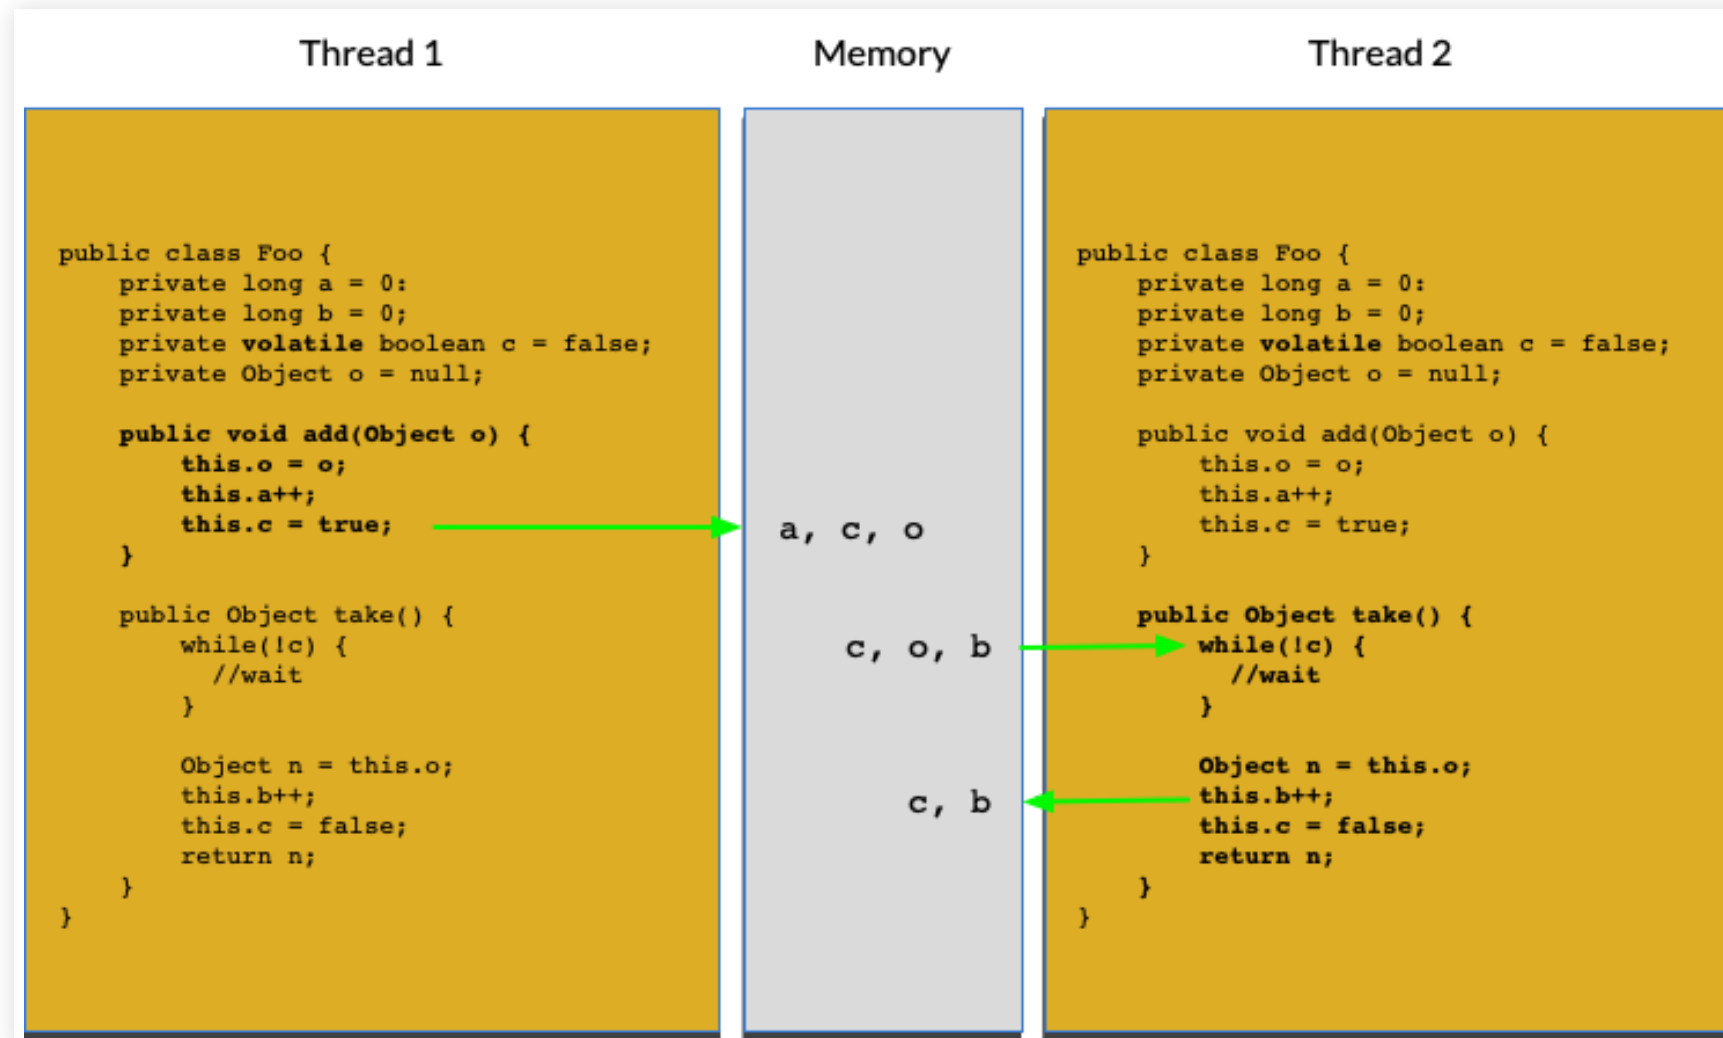 Thread 1
Memory
Thread 2
public class Foo {
    private long a = 0:
    private long b = 0;
    private volatile boolean c = false;
    private Object o = null;
    public void add(Object o) {
        this.o = o;
        this.a++;
        this.c = true;
    }
    public Object take() {
        while(!c) {
          //wait
        }
        Object n = this.o;
        this.b++;
        this.c = false;
        return n;
    }
}
a, c, o
c, o, b
c, b
public class Foo {
    private long a = 0:
    private long b = 0;
    private volatile boolean c = false;
    private Object o = null;
    public void add(Object o) {
        this.o = o;
        this.a++;
        this.c = true;
    }
    public Object take() {
        while(!c) {
          //wait
        }
        Object n = this.o;
        this.b++;
        this.c = false;
        return n;
    }
}